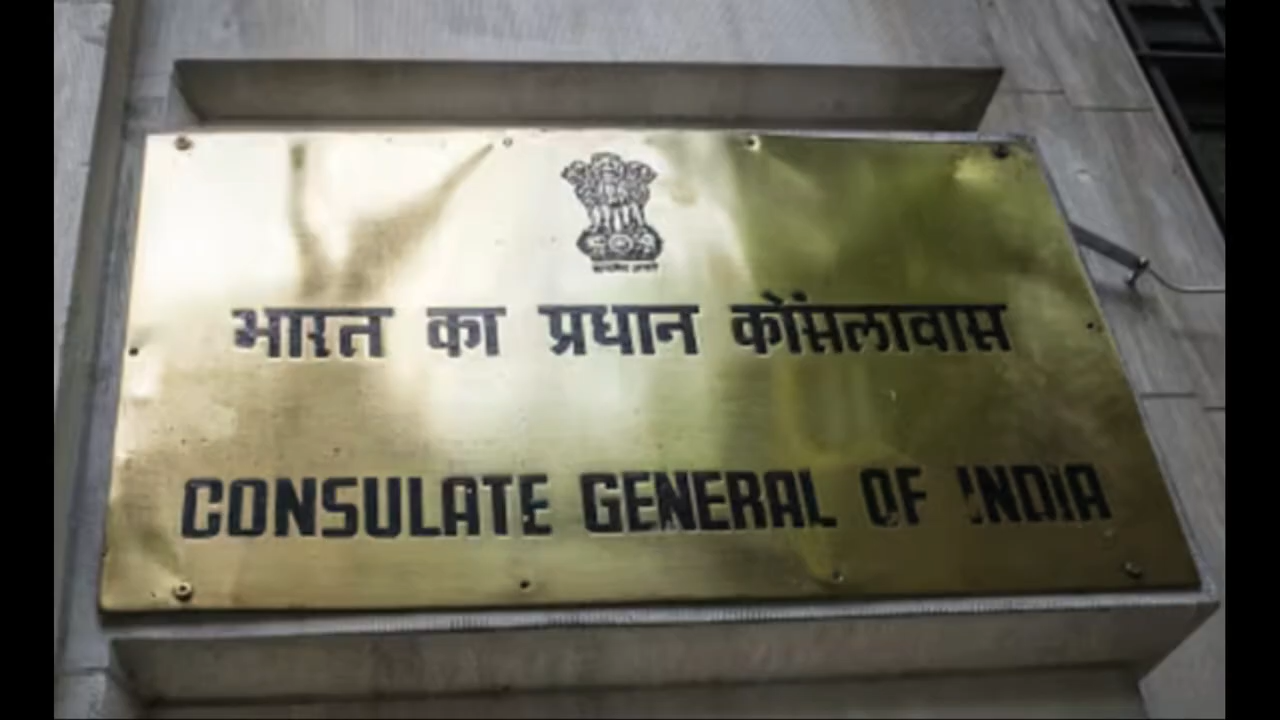 भारत का प्रधान कोंसलावास
CONSULATE GENERAL OF INDIA